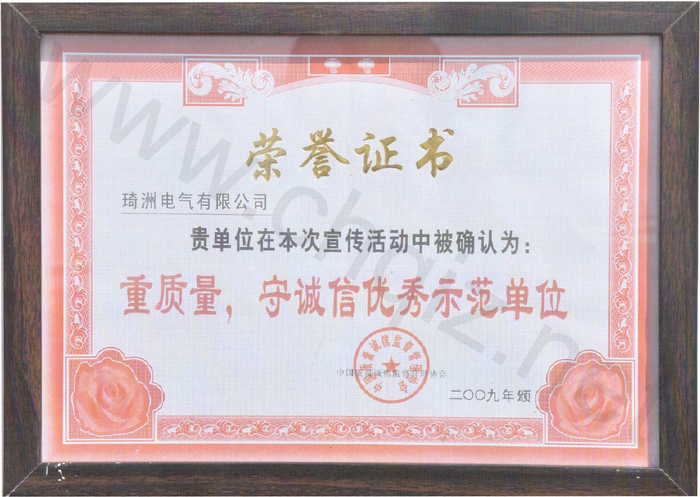 荣誉证书
琦洲电气有限公司
贵单位在本次宣传活动中被确认为：
重质量，守诚信优秀示范单位
二〇〇九年颁